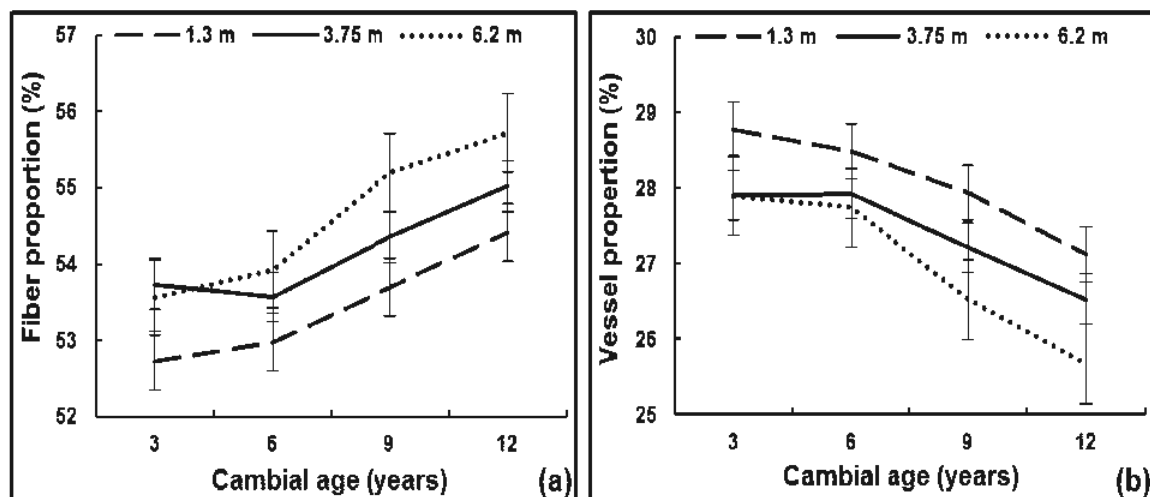 1.3 m 3.75 m 6.2 m
Fiber proportion (%)
57
56
55
54
53
52
3 6 9 12
Cambial age (years) (a)
1.3 m 3.75 m 6.2 m
Vessel propertion (%)
30
29
28
27
26
25
3 6 9 12
Cambial age (years) (b)